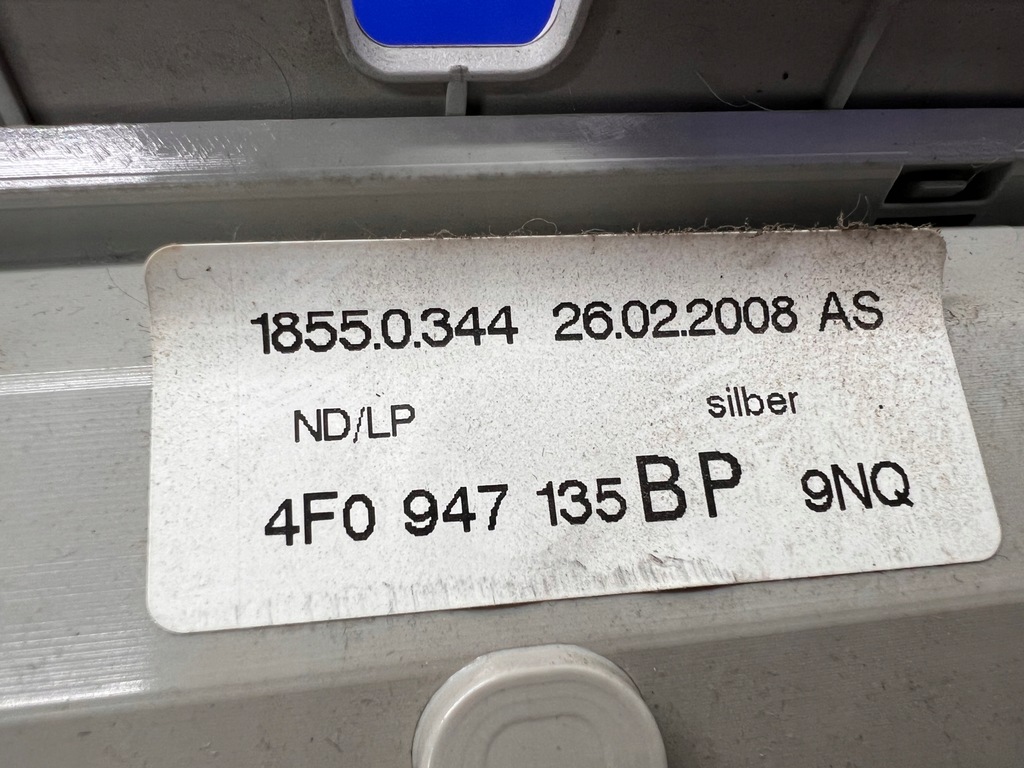 1855.0.344 26.02.2008 AS
ND/LP silber
4F0 947 135 BP 9NQ